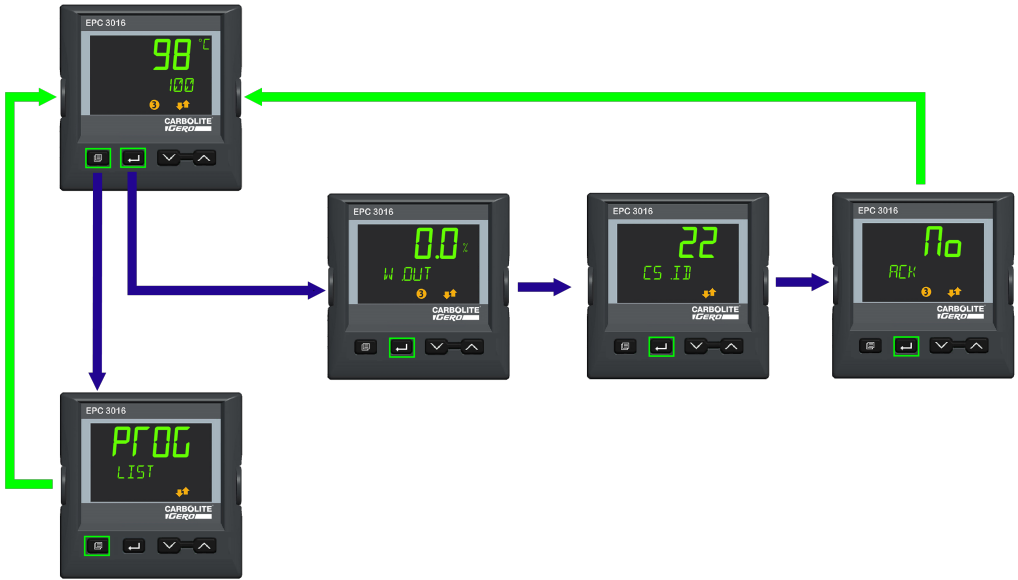 EPC 3016
98 °C
100
3
CARBOLITE
GERO
EPC 3016
0.0 %
W.OUT
3
CARBOLITE
GERO
EPC 3016
22
CS.ID
CARBOLITE
GERO
EPC 3016
No
ACK
3
CARBOLITE
GERO
EPC 3016
PrOG
LIST
CARBOLITE
GERO